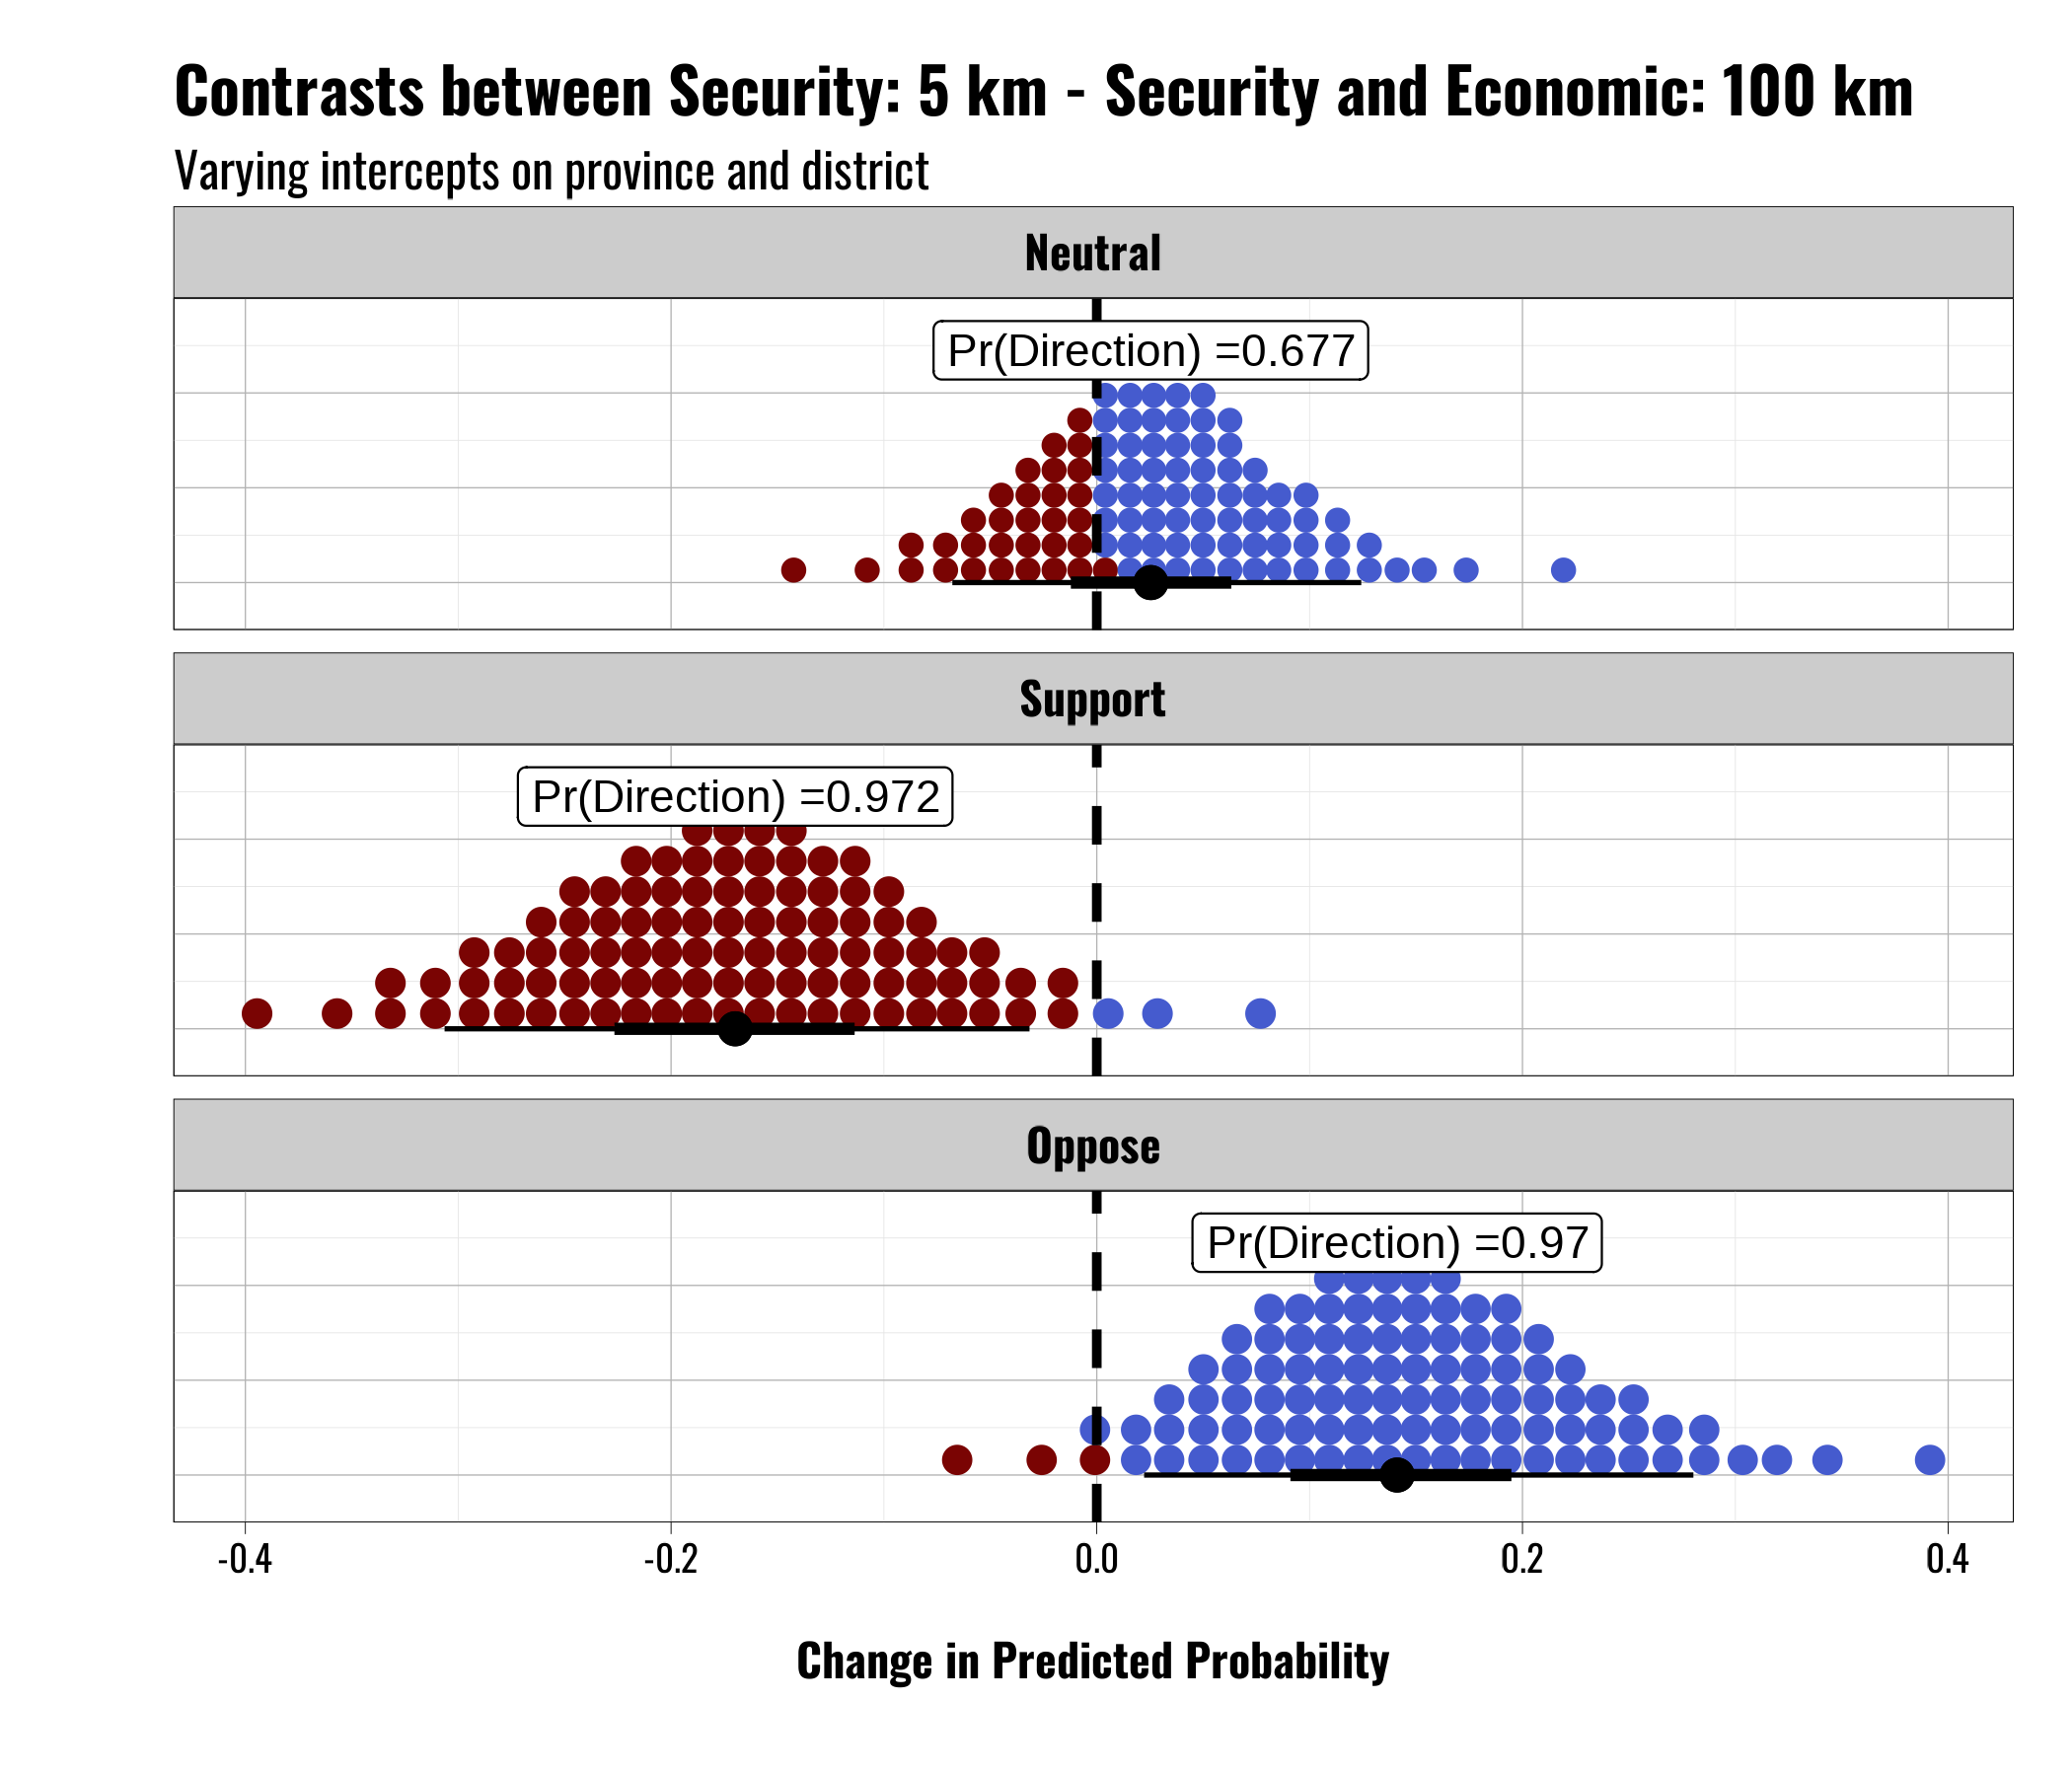 Contrasts between Security: 5 km - Security and Economic: 100 km
Varying intercepts on province and district
Neutral
Pr(Direction) =0.677
Support
Pr(Direction) =0.972
Oppose
Pr(Direction) =0.97
-0.4 -0.2 0.0 0.2 0.4
Change in Predicted Probability